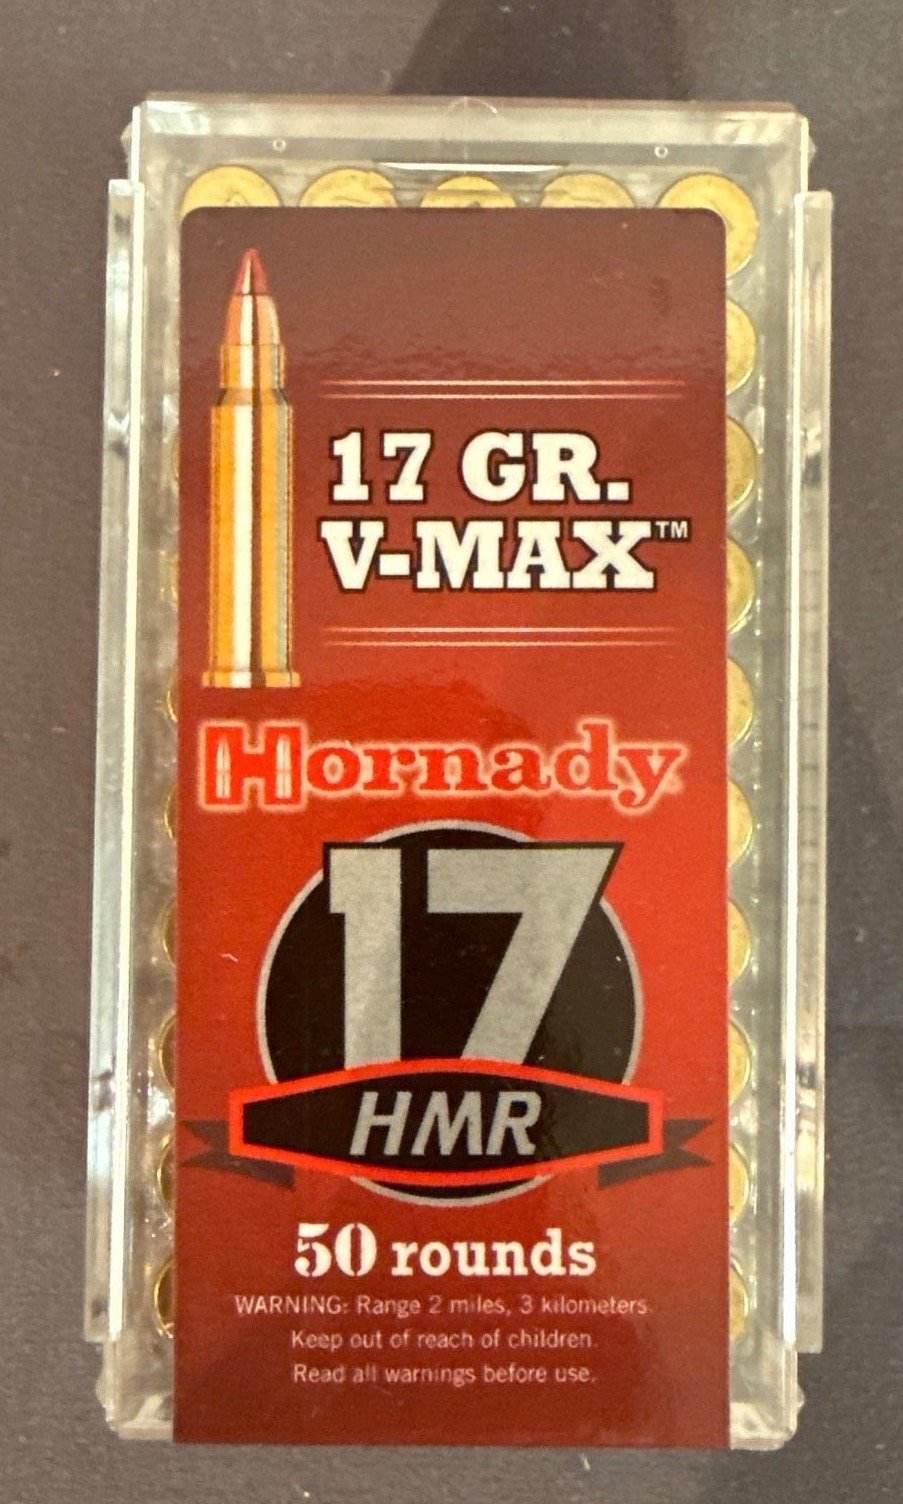 17 GR.
V-MAX™
Hornady
17
HMR
50 rounds
WARNING: Range 2 miles, 3 kilometers.
Keep out of reach of children.
Read all warnings before use.